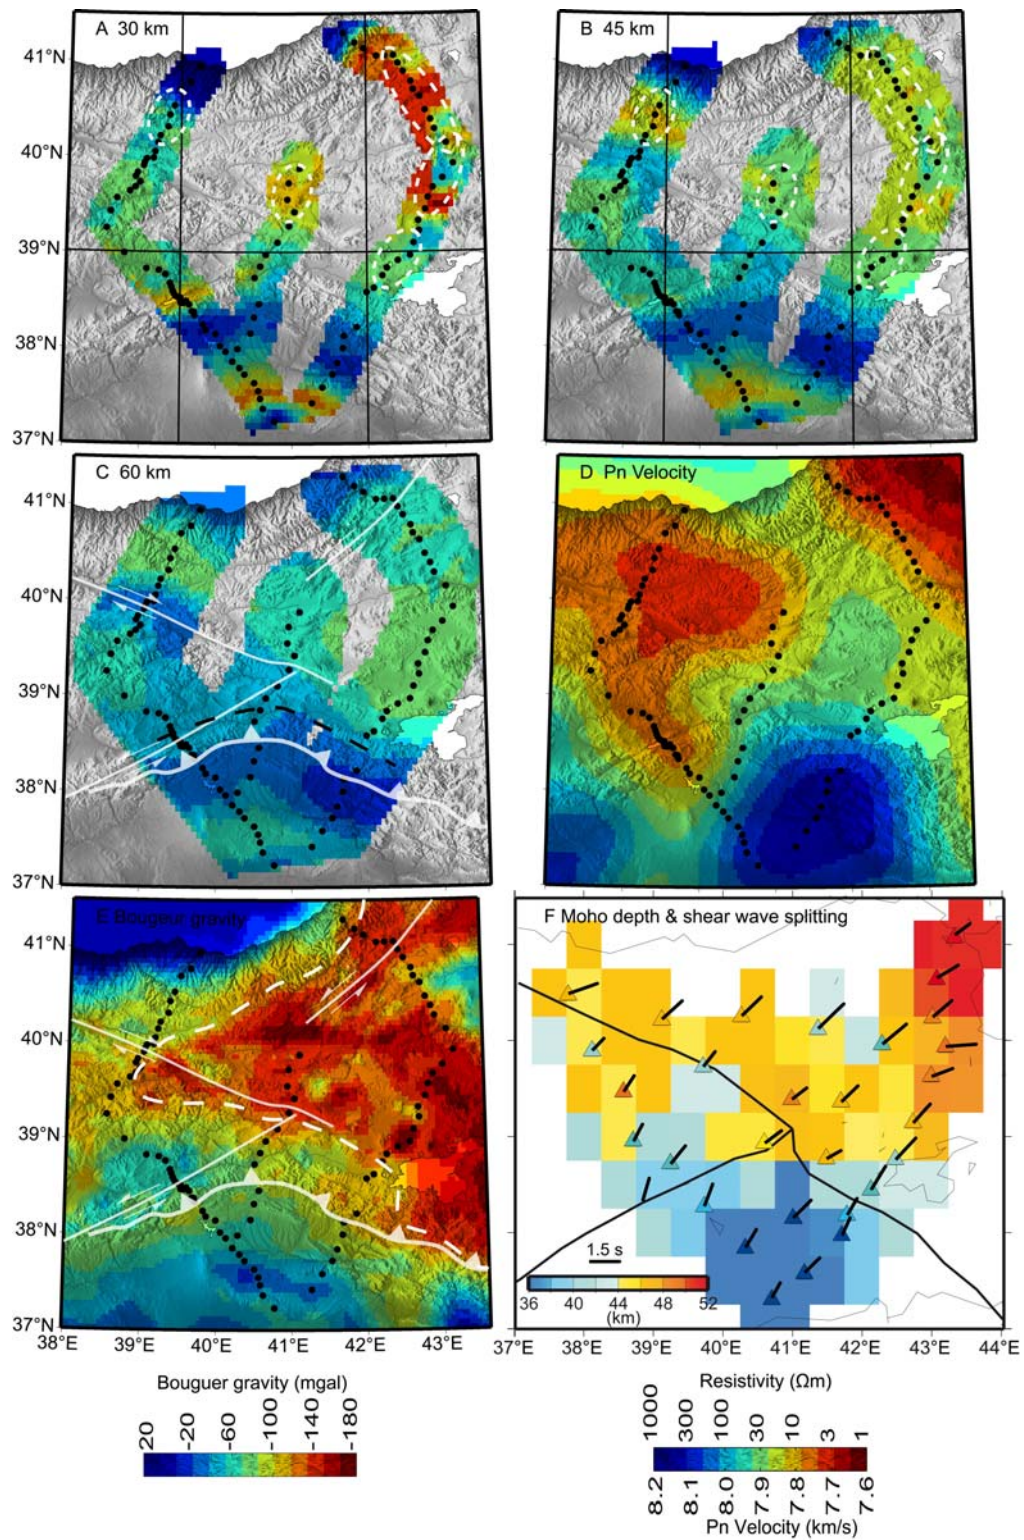 A 30 km
B 45 km
41°N
40°N
39°N
38°N
37°N
C 60 km
D Pn Velocity
41°N
40°N
39°N
38°N
37°N
E Bougeur gravity
F Moho depth & shear wave splitting
41°N
40°N
39°N
38°N
37°N
1.5 s
36 40 44 48 52
(km)
38°E 39°E 40°E 41°E 42°E 43°E
37°E 38°E 39°E 40°E 41°E 42°E 43°E 44°E
Bouguer gravity (mgal)
20 -20 -60 -100 -140 -180
Resistivity (Ωm)
1000 300 100 30 10 3 1
8.2 8.1 8.0 7.9 7.8 7.7 7.6
Pn Velocity (km/s)